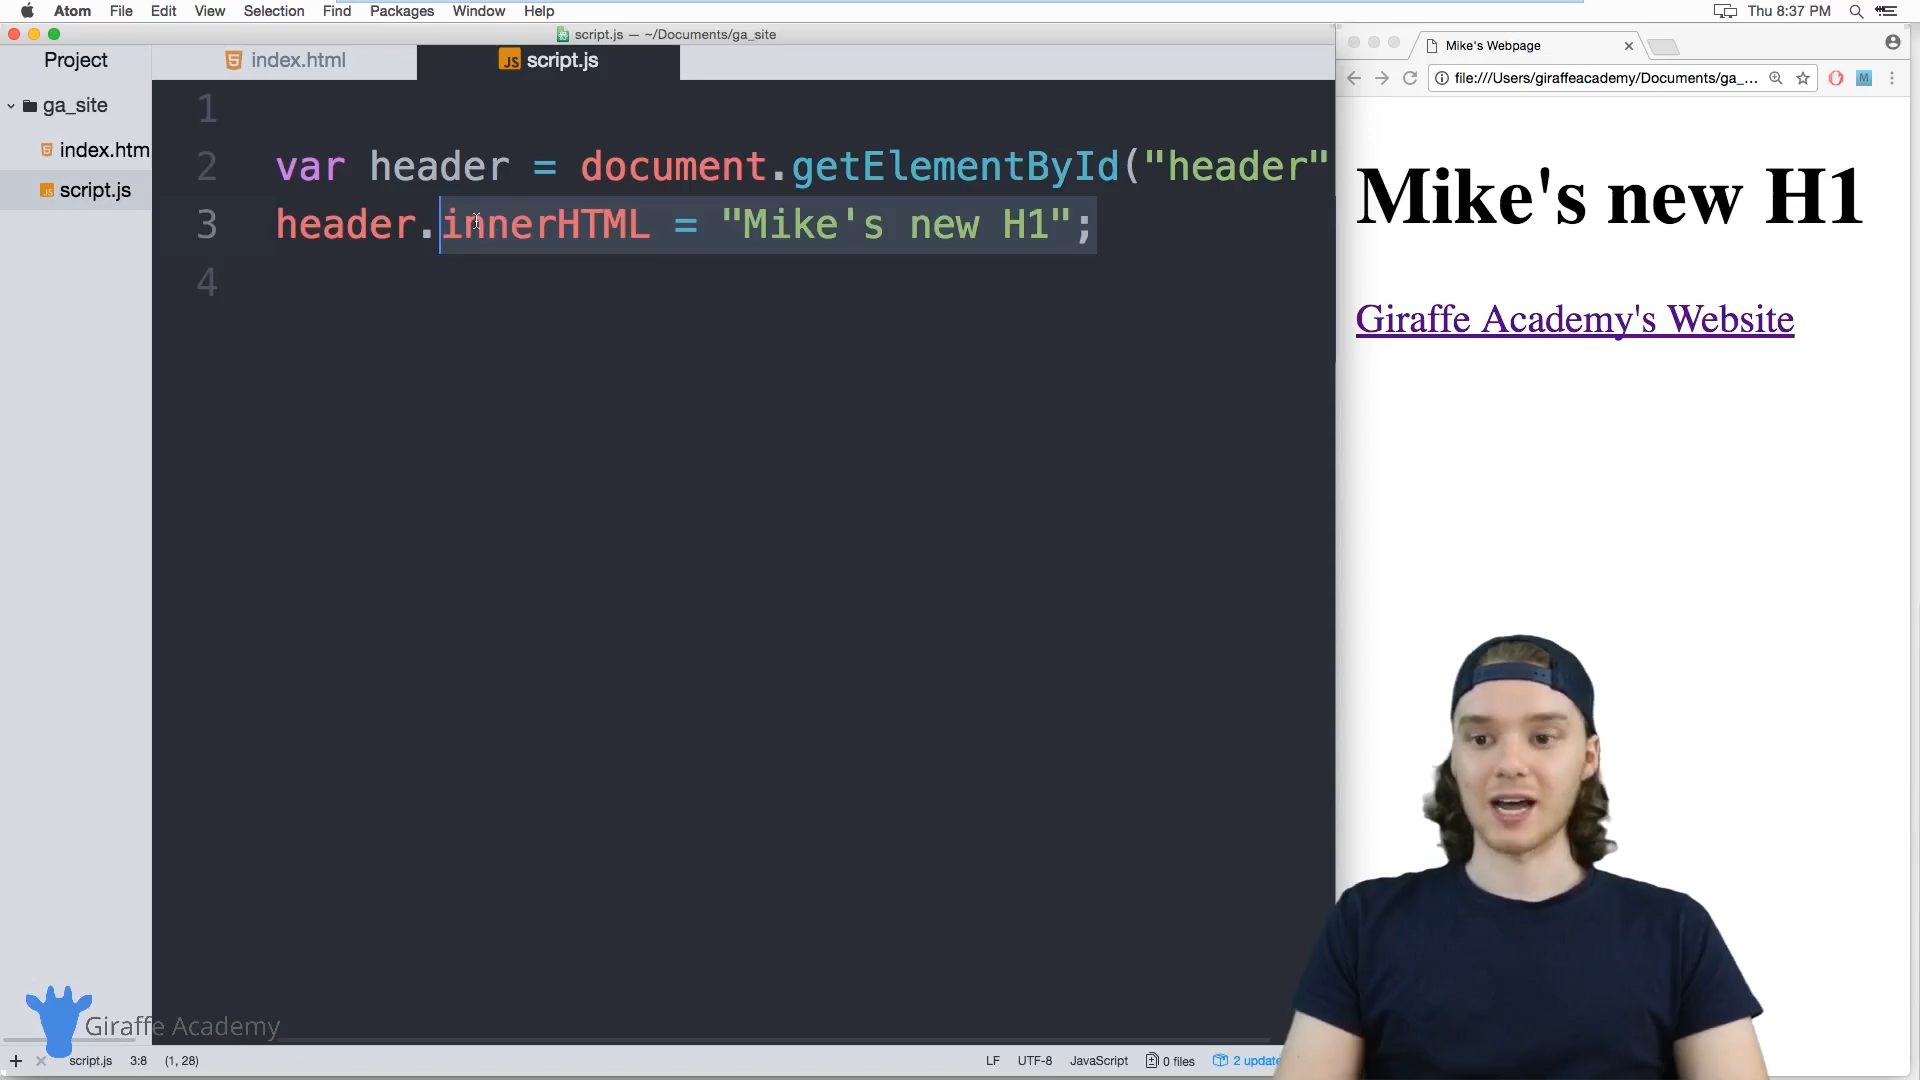 Atom File Edit View Selection Find Packages Window Help
Thu 8:37 PM
script.js — ~/Documents/ga_site
Project
index.html
script.js
ga_site
index.htm
script.js
1
2 var header = document.getElementById("header"
3 header.innerHTML = "Mike's new H1";
4
Mike's Webpage
file:///Users/giraffeacademy/Documents/ga_...
Mike's new H1
Giraffe Academy's Website
Giraffe Academy
script.js 3:8 (1, 28)
LF UTF-8 JavaScript 0 files 2 update